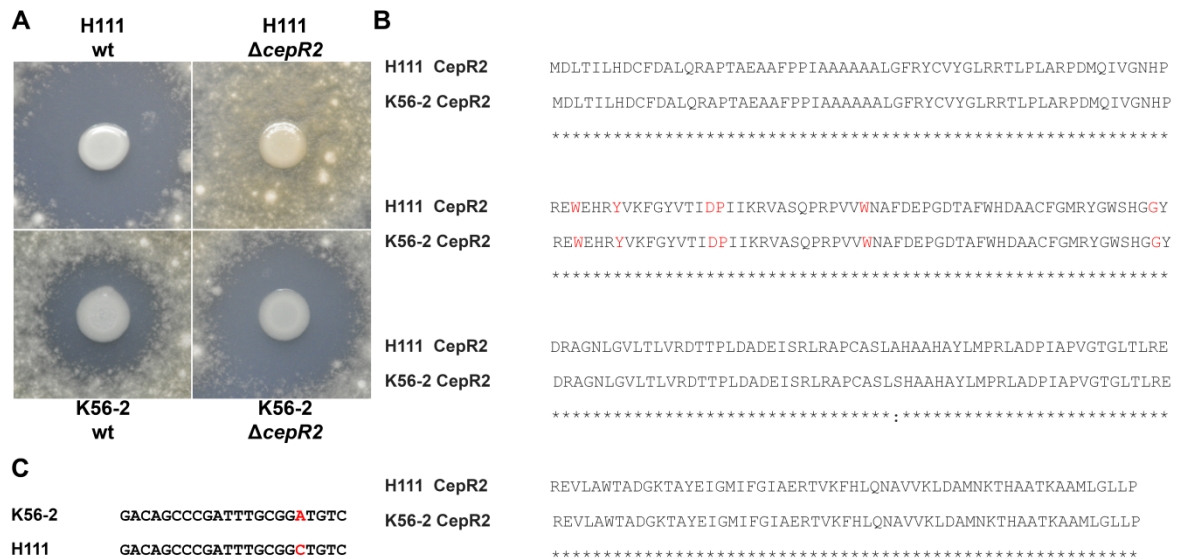 A
H111
wt
H111
ΔcepR2
K56-2
wt
K56-2
ΔcepR2
B
H111 CepR2 MDLTILHDCFDALQRAPTAEAAFPPIAAAAAALGFRYCVYGLRRTLPLARPDMQIVGNHP
K56-2 CepR2 MDLTILHDCFDALQRAPTAEAAFPPIAAAAAALGFRYCVYGLRRTLPLARPDMQIVGNHP
************************************************************
H111 CepR2 REWEHRYVKFGYVTIDPIIKRVASQPRPVVWNAFDEPGDTAFWHDAACFGMRYGWSHGGY
K56-2 CepR2 REWEHRYVKFGYVTIDPIIKRVASQPRPVVWNAFDEPGDTAFWHDAACFGMRYGWSHGGY
************************************************************
H111 CepR2 DRAGNLGVLTLVRDTTPLDADEISRLRAPCASLAHAAHAYLMPRLADPIAPVGTGLTLRE
K56-2 CepR2 DRAGNLGVLTLVRDTTPLDADEISRLRAPCASLSHAAHAYLMPRLADPIAPVGTGLTLRE
*********************************:**************************
H111 CepR2 REVLAWTADGKTAYEIGMIFGIAERTVKFHLQNAVVKLDAMNKTHAATKAAMLGLLP
K56-2 CepR2 REVLAWTADGKTAYEIGMIFGIAERTVKFHLQNAVVKLDAMNKTHAATKAAMLGLLP
*********************************************************
C
K56-2 GACAGCCCGATTTGCGGATGTC
H111 GACAGCCCGATTTGCGGCTGTC